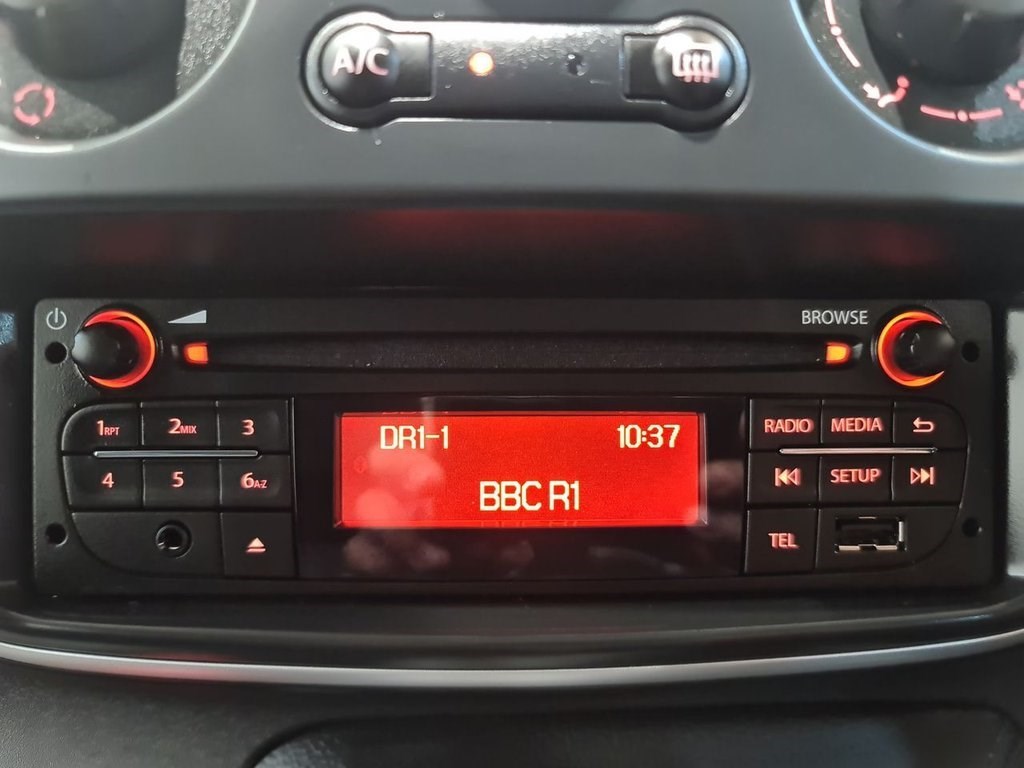 A/C
BROWSE
DR1-1 10:37
BBC R1
1RPT 2MIX 3
4 5 6A-Z
RADIO MEDIA
SETUP
TEL